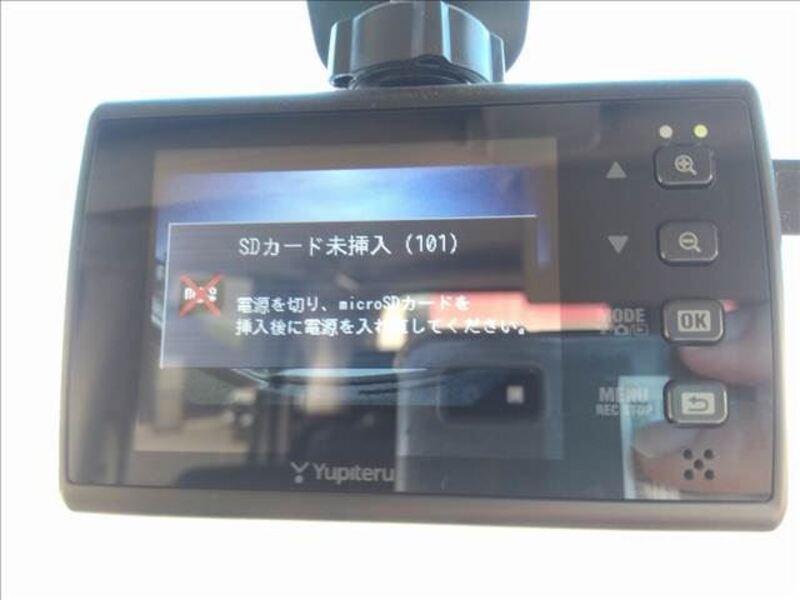 SDカード未挿入 (101)
電源を切り、microSDカードを
挿入後に電源を入れ直してください。
MODE
OK
MENU
REC STOP
Yupiteru